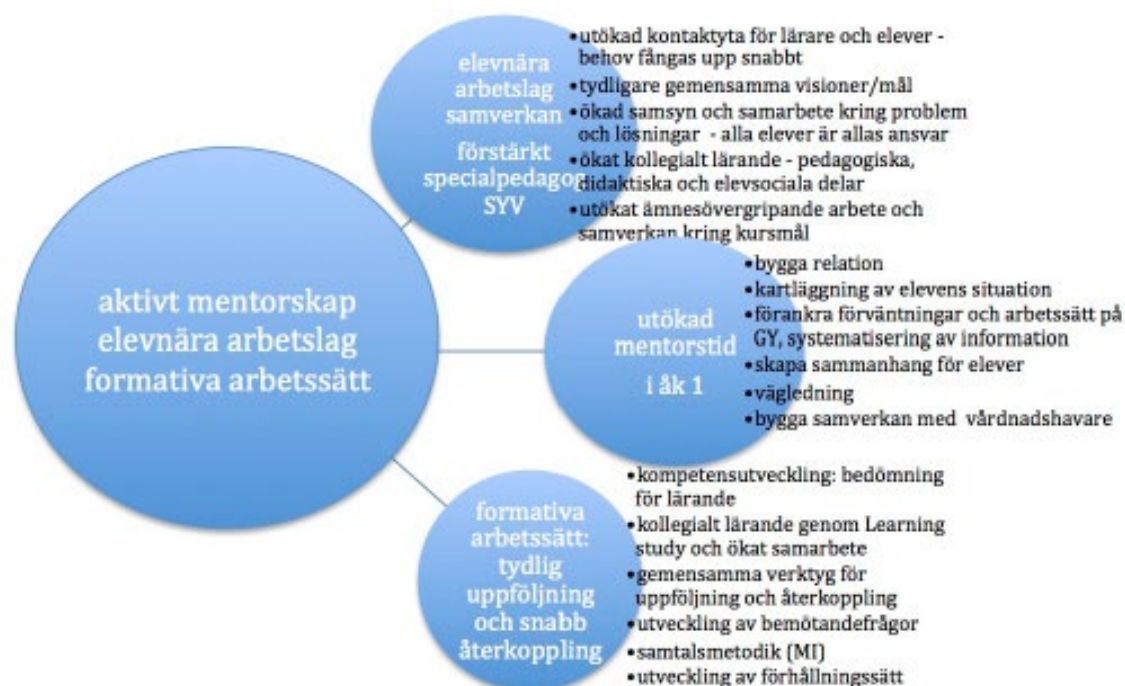 aktivt mentorskap
elevnära arbetslag
formativa arbetssätt
elevnära
arbetslag
samverkan
förstärkt
specialpedagog
SYV
•utökad kontaktyta för lärare och elever -
behov fångas upp snabbt
•tydligare gemensamma visioner/mål
•ökad samsyn och samarbete kring problem
och lösningar - alla elever är allas ansvar
•ökat kollegialt lärande - pedagogiska,
didaktiska och elevsociala delar
•utökat ämnesövergripande arbete och
samverkan kring kursmål
utökad
mentorstid
i åk 1
•bygga relation
•kartläggning av elevens situation
•förankra förväntningar och arbetssätt på
GY, systematisering av information
•skapa sammanhang för elever
•vägledning
•bygga samverkan med vårdnadshavare
formativa
arbetssätt:
tydlig
uppföljning
och snabb
återkoppling
•kompetensutveckling: bedömning
för lärande
•kollegialt lärande genom Learning
study och ökat samarbete
•gemensamma verktyg för
uppföljning och återkoppling
•utveckling av bemötandefrågor
•samtalsmetodik (MI)
•utveckling av förhållningssätt